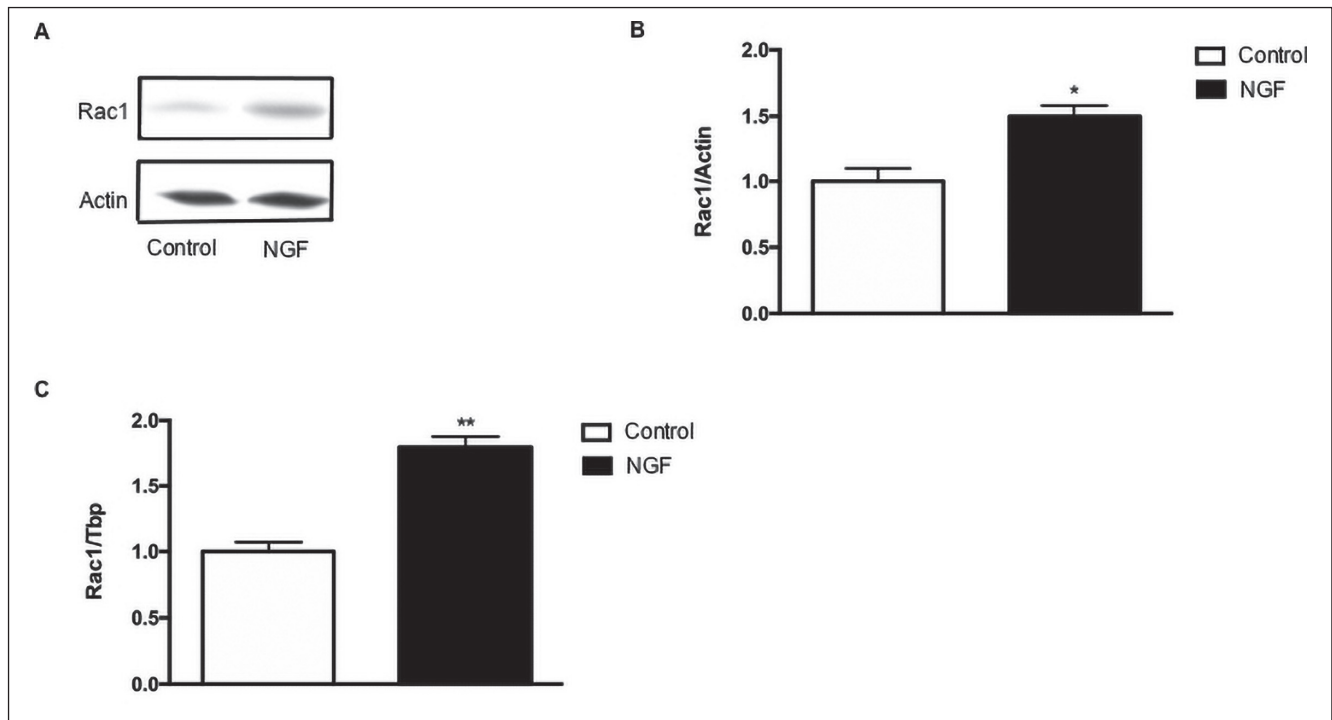 A
Rac1
Actin
Control NGF
B
2.0
1.5
1.0
0.5
0.0
Rac1/Actin
*
Control
NGF
C
2.0
1.5
1.0
0.5
0.0
Rac1/Tbp
**
Control
NGF